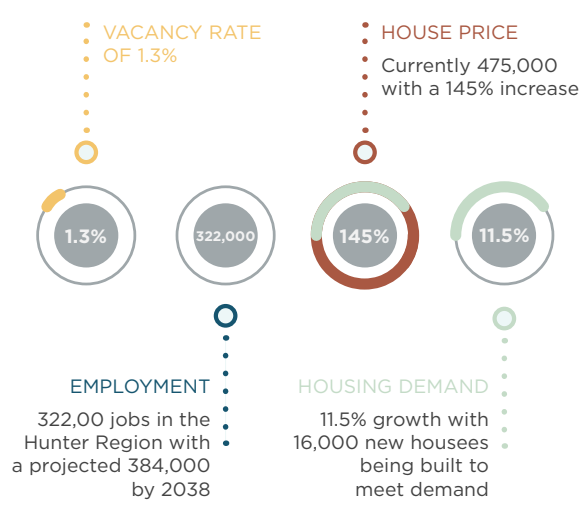 VACANCY RATE
OF 1.3%
HOUSE PRICE
Currently 475,000
with a 145% increase
1.3%
322,000
145%
11.5%
EMPLOYMENT
322,00 jobs in the
Hunter Region with
a projected 384,000
by 2038
HOUSING DEMAND
11.5% growth with
16,000 new housees
being built to
meet demand